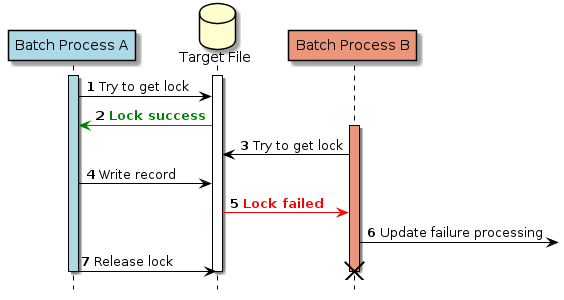 Batch Process A
Target File
Batch Process B
1 Try to get lock
2 Lock success
3 Try to get lock
4 Write record
5 Lock failed
6 Update failure processing
7 Release lock